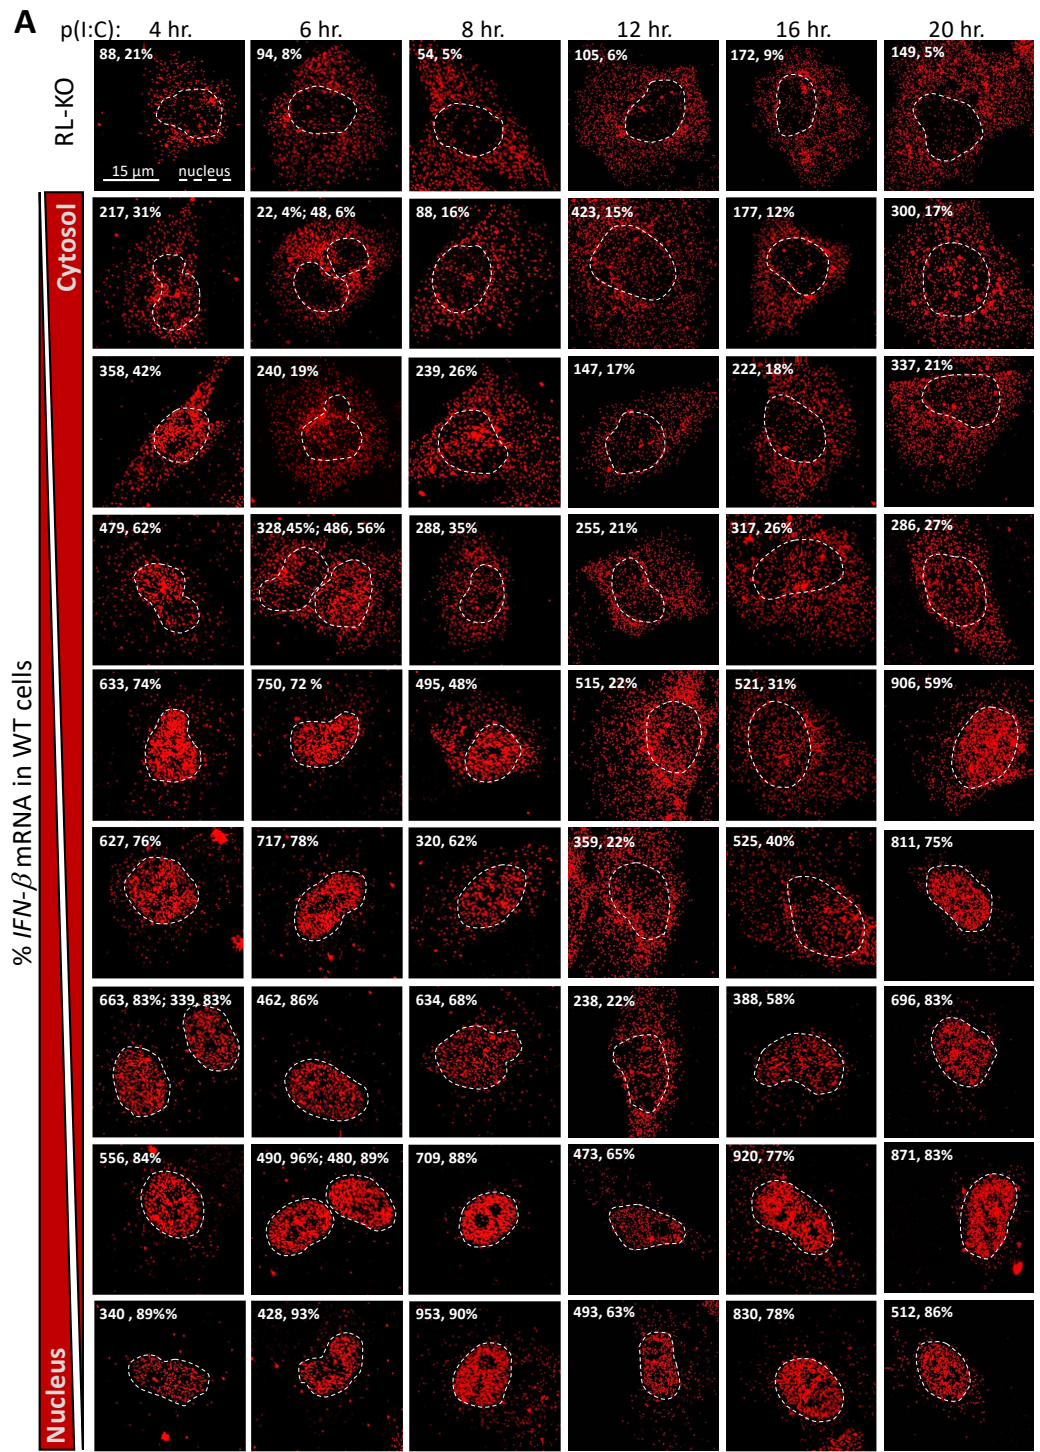 A
p(I:C): 4 hr. 6 hr. 8 hr. 12 hr. 16 hr. 20 hr.
RL-KO
88, 21% 94, 8% 54, 5% 105, 6% 172, 9% 149, 5%
15 µm nucleus
Cytosol
217, 31% 22, 4%; 48, 6% 88, 16% 423, 15% 177, 12% 300, 17%
358, 42% 240, 19% 239, 26% 147, 17% 222, 18% 337, 21%
479, 62% 328,45%; 486, 56% 288, 35% 255, 21% 317, 26% 286, 27%
% IFN-β mRNA in WT cells
633, 74% 750, 72 % 495, 48% 515, 22% 521, 31% 906, 59%
627, 76% 717, 78% 320, 62% 359, 22% 525, 40% 811, 75%
663, 83%; 339, 83% 462, 86% 634, 68% 238, 22% 388, 58% 696, 83%
556, 84% 490, 96%; 480, 89% 709, 88% 473, 65% 920, 77% 871, 83%
340 , 89%% 428, 93% 953, 90% 493, 63% 830, 78% 512, 86%
Nucleus